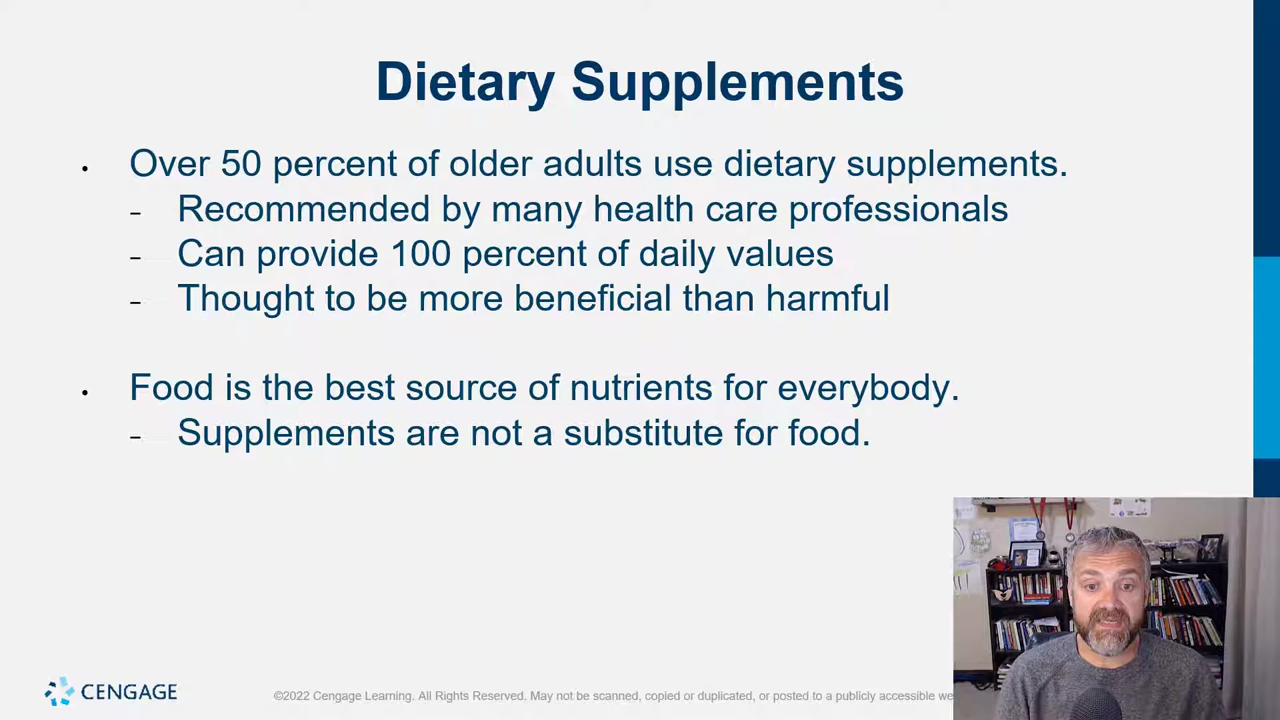 Dietary Supplements
• Over 50 percent of older adults use dietary supplements.
– Recommended by many health care professionals
– Can provide 100 percent of daily values
– Thought to be more beneficial than harmful
• Food is the best source of nutrients for everybody.
– Supplements are not a substitute for food.
CENGAGE
©2022 Cengage Learning. All Rights Reserved. May not be scanned, copied or duplicated, or posted to a publicly accessible we